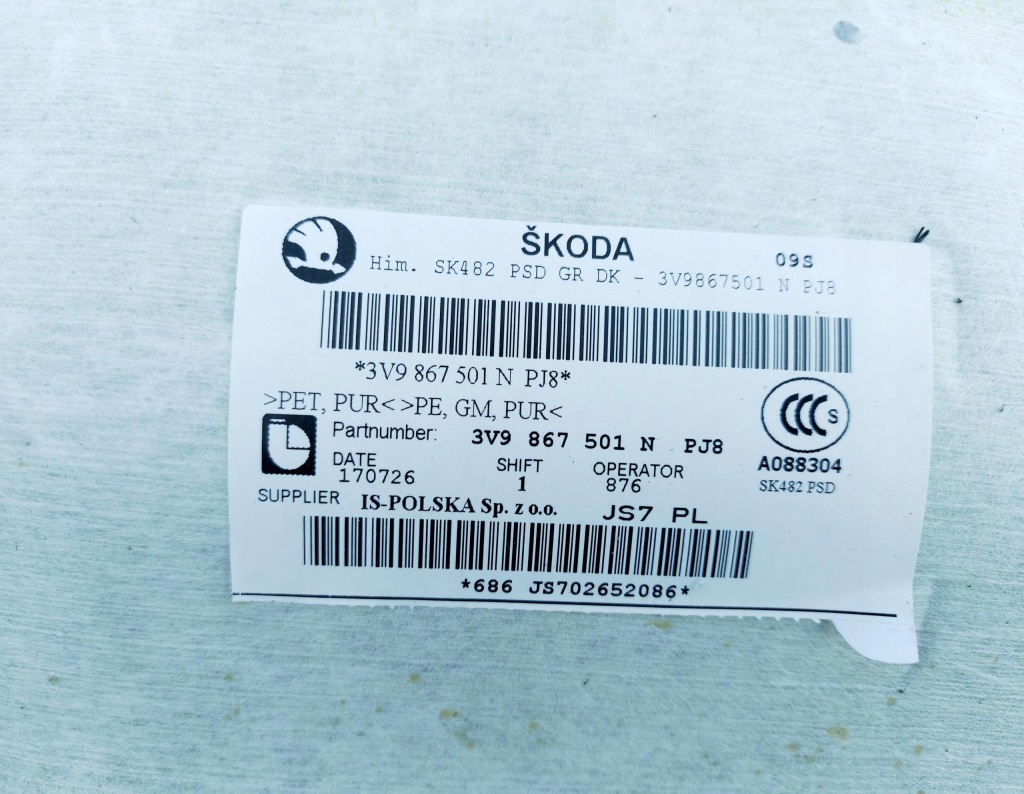 ŠKODA
09S
Him. SK482 PSD GR DK - 3V9867501 N PJ8
*3V9 867 501 N PJ8*
>PET, PUR< >PE, GM, PUR<
Partnumber: 3V9 867 501 N PJ8
CCC S
A088304
SK482 PSD
DATE SHIFT OPERATOR
170726 1 876
SUPPLIER IS-POLSKA Sp. z o.o. JS7 PL
*686 JS702652086*